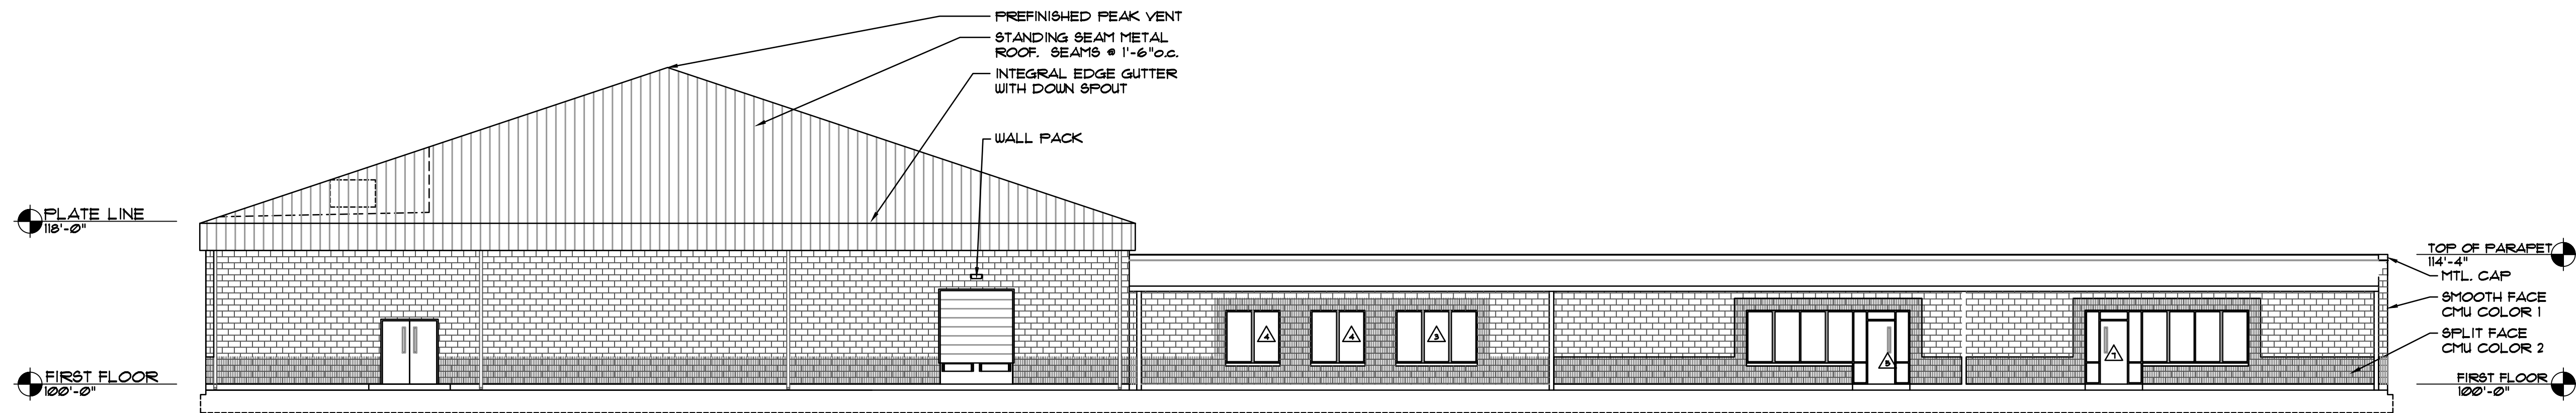 PREFINISHED PEAK VENT
STANDING SEAM METAL
ROOF. SEAMS @ 1'-6"o.c.
INTEGRAL EDGE GUTTER
WITH DOWN SPOUT
WALL PACK
PLATE LINE
118'-0"
FIRST FLOOR
100'-0"
4
4
3
5
7
TOP OF PARAPET
114'-4"
MTL. CAP
SMOOTH FACE
CMU COLOR 1
SPLIT FACE
CMU COLOR 2
FIRST FLOOR
100'-0"